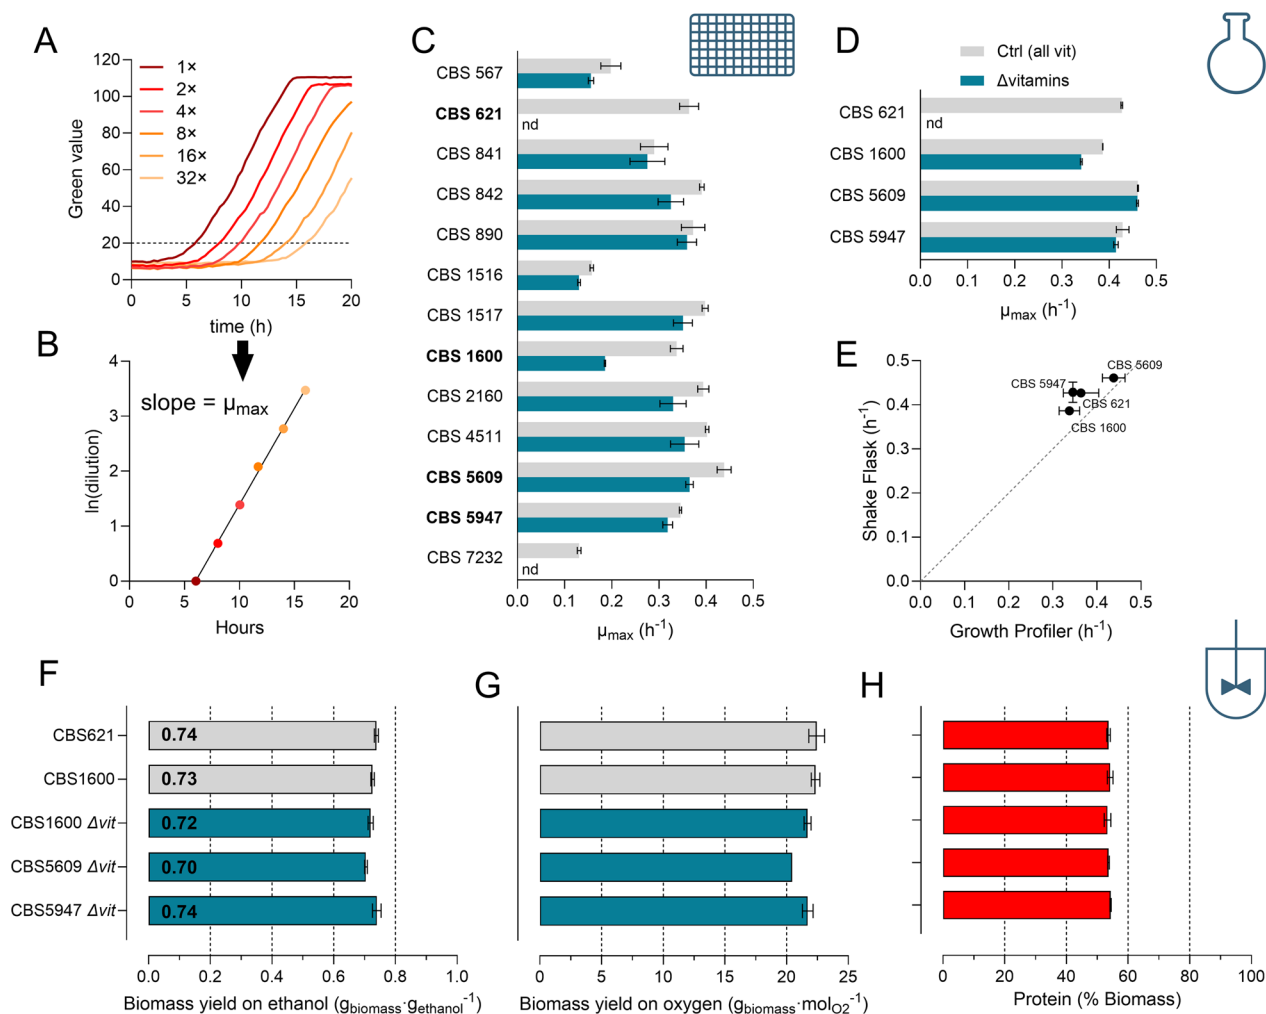 A
120
100
80
60
40
20
0
Green value
1×
2×
4×
8×
16×
32×
0 5 10 15 20
time (h)
B
4
3
2
1
0
ln(dilution)
slope = μmax
0 5 10 15 20
Hours
C
CBS 567
CBS 621
nd
CBS 841
CBS 842
CBS 890
CBS 1516
CBS 1517
CBS 1600
CBS 2160
CBS 4511
CBS 5609
CBS 5947
CBS 7232
nd
0.0 0.1 0.2 0.3 0.4 0.5
μmax (h-1)
D
Ctrl (all vit)
Δvitamins
CBS 621
nd
CBS 1600
CBS 5609
CBS 5947
0.0 0.1 0.2 0.3 0.4 0.5
μmax (h-1)
E
0.5
0.4
0.3
0.2
0.1
0.0
Shake Flask (h-1)
CBS 5609
CBS 5947
CBS 621
CBS 1600
0.0 0.1 0.2 0.3 0.4 0.5
Growth Profiler (h-1)
F
CBS621
0.74
CBS1600
0.73
CBS1600 Δvit
0.72
CBS5609 Δvit
0.70
CBS5947 Δvit
0.74
0.0 0.2 0.4 0.6 0.8 1.0
Biomass yield on ethanol (gbiomass·gethanol-1)
G
0 5 10 15 20 25
Biomass yield on oxygen (gbiomass·molO2-1)
H
0 20 40 60 80 100
Protein (% Biomass)